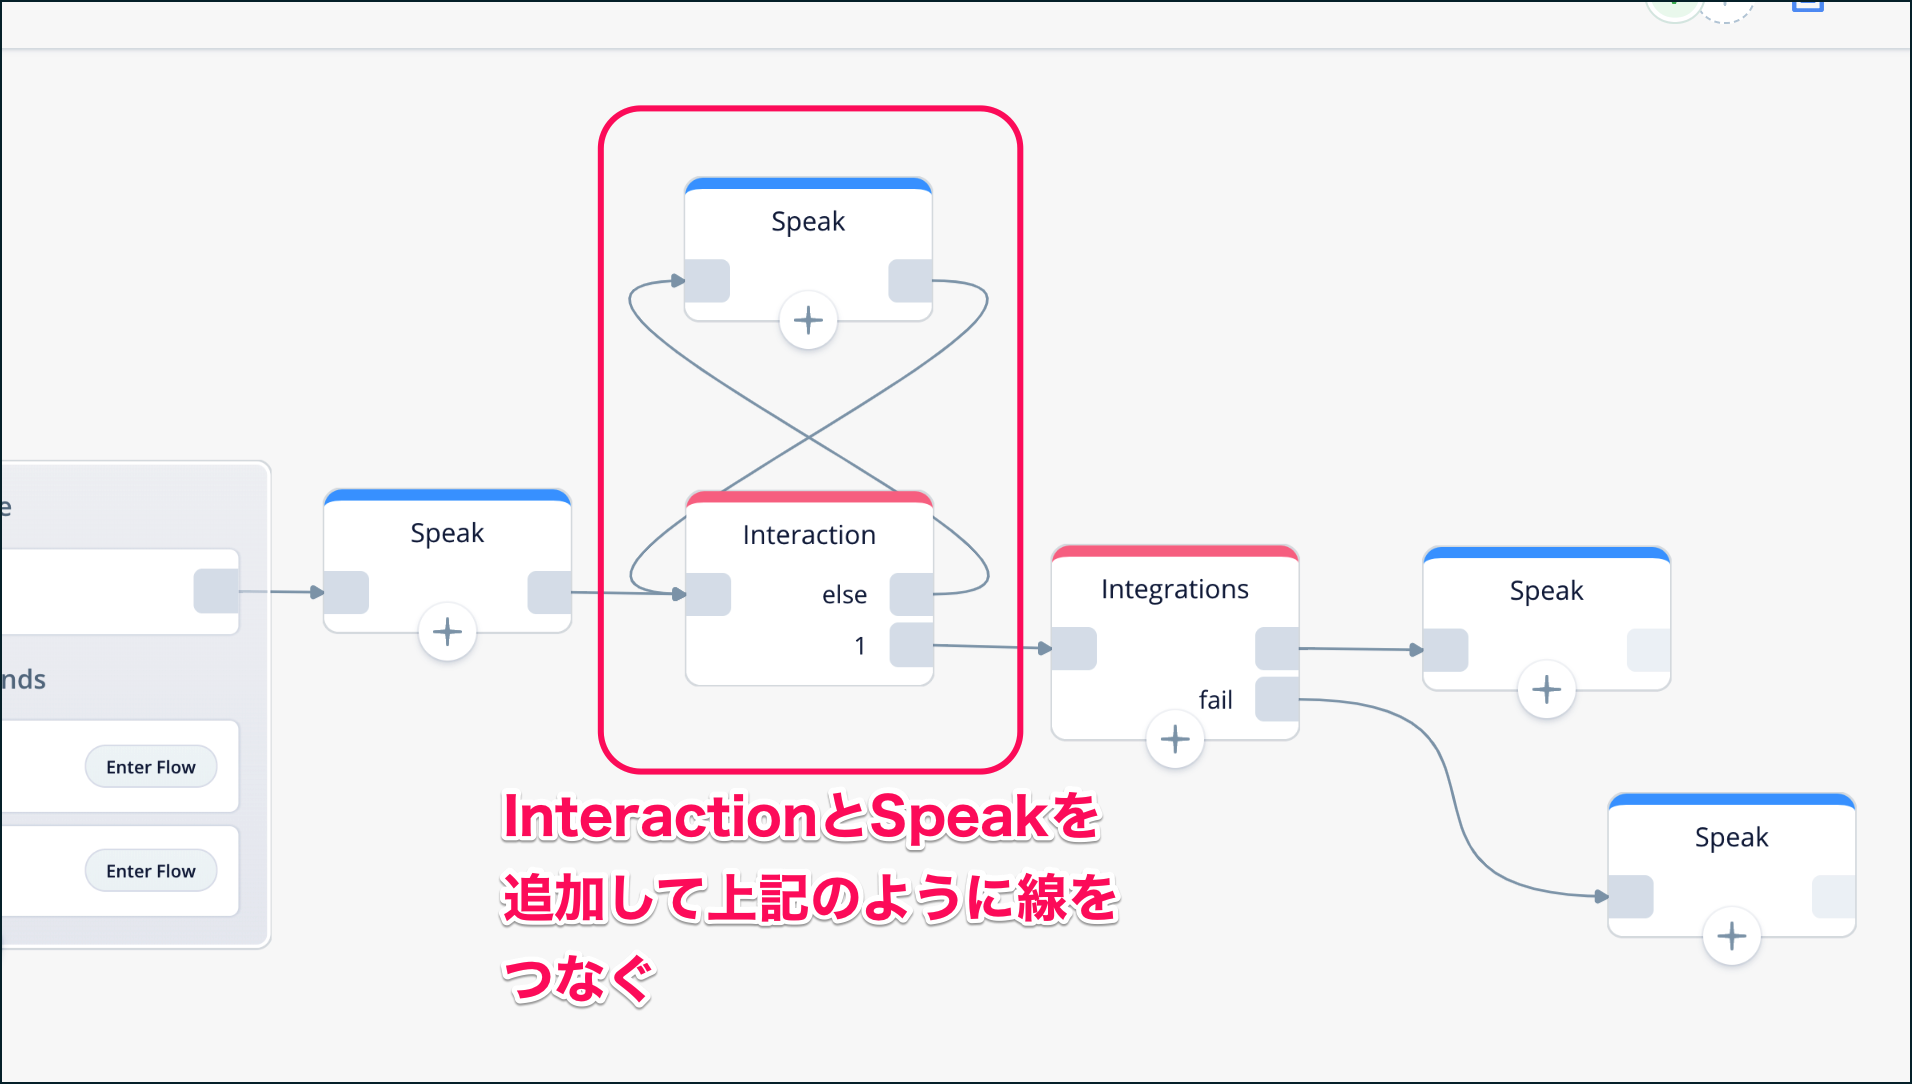 Speak
e
Speak
Interaction
else
1
Integrations
fail
Speak
nds
Enter Flow
Enter Flow
Speak
InteractionとSpeakを
追加して上記のように線を
つなぐ